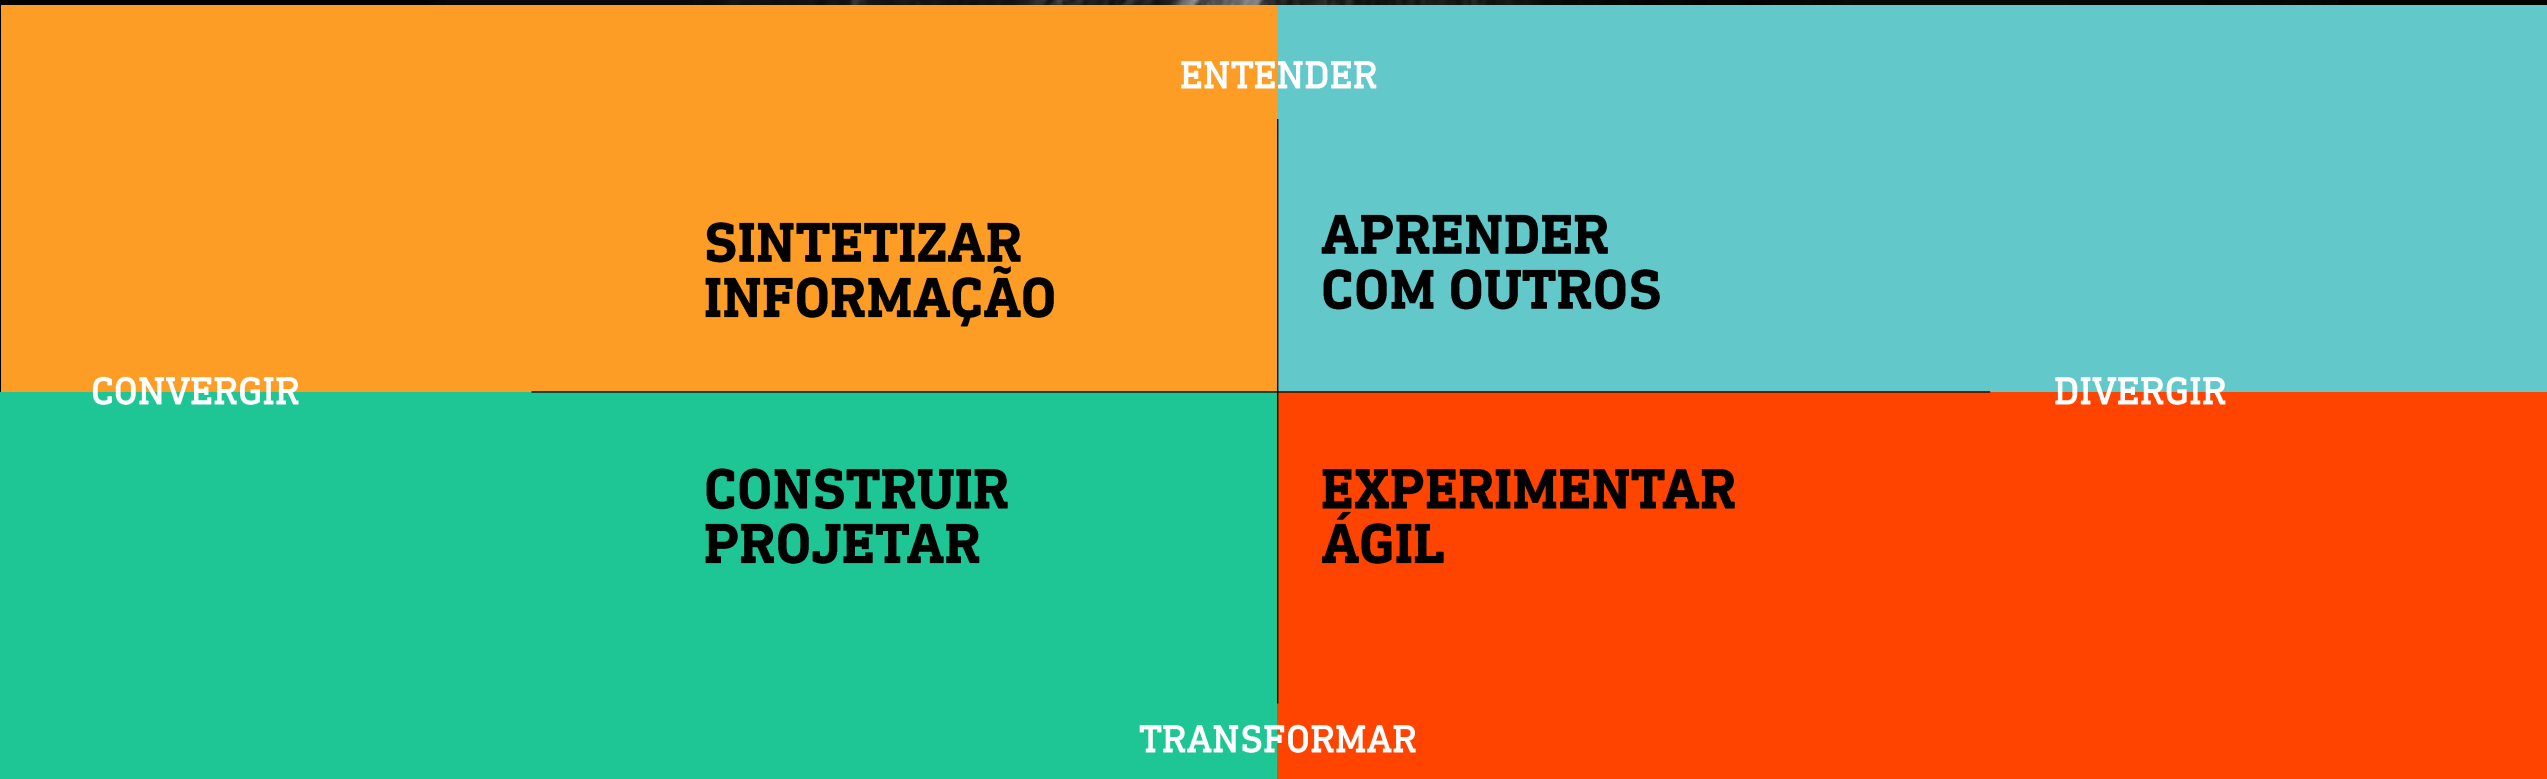 ENTENDER
SINTETIZAR
INFORMAÇÃO
APRENDER
COM OUTROS
CONVERGIR
DIVERGIR
CONSTRUIR
PROJETAR
EXPERIMENTAR
ÁGIL
TRANSFORMAR